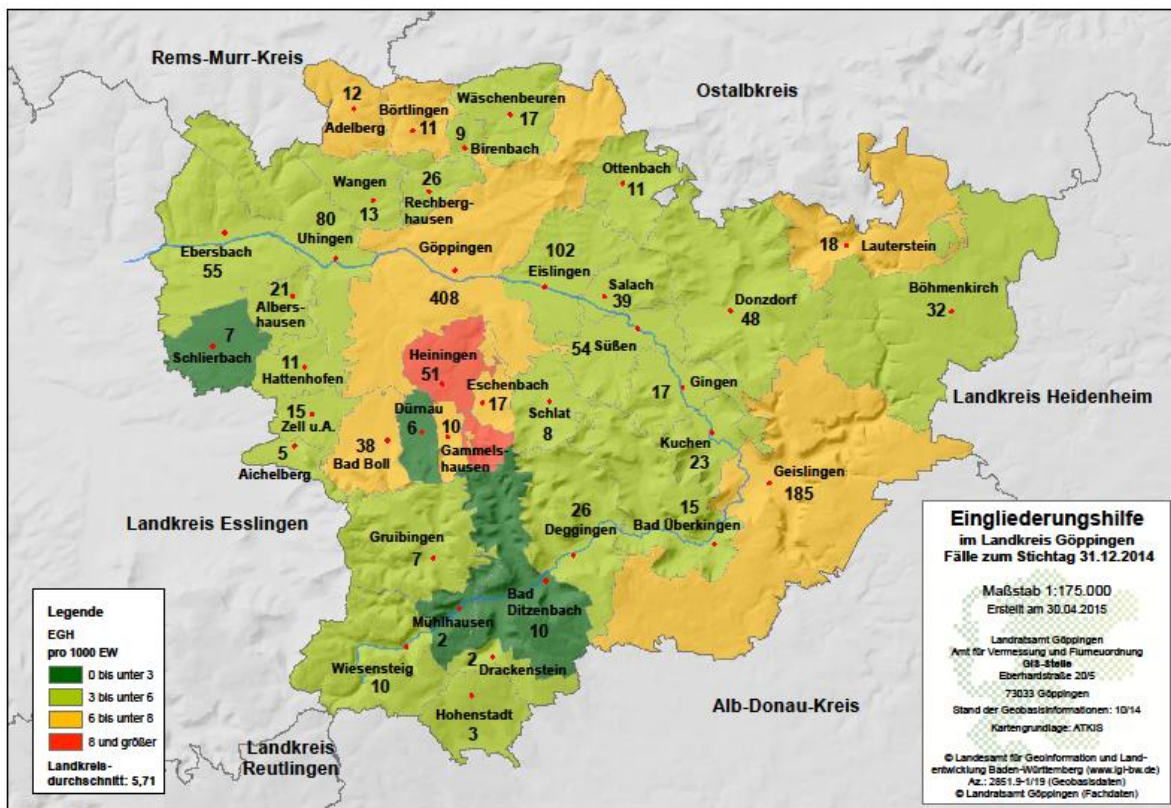 Rems-Murr-Kreis
Ostalbkreis
12
Adelberg
Börtlingen
11
Wäschenbeuren
17
9
Birenbach
Ottenbach
11
Wangen
13
26
Rechberg-
hausen
80
Uhingen
Ebersbach
55
Göppingen
408
102
Eislingen
Salach
39
18
Lauterstein
Böhmenkirch
32
Donzdorf
48
21
Albers-
hausen
7
Schlierbach
54
Süßen
11
Hattenhofen
Heiningen
51
Eschenbach
17
17
Gingen
Landkreis Heidenheim
15
Zell u.A.
Dürnau
6
10
Gammels-
hausen
Schlat
8
5
Aichelberg
38
Bad Boll
Kuchen
23
Geislingen
185
Landkreis Esslingen
26
Deggingen
15
Bad Überkingen
Gruibingen
7
Bad
Ditzenbach
10
Mühlhausen
2
2
Drackenstein
Wiesensteig
10
Hohenstadt
3
Alb-Donau-Kreis
Landkreis
Reutlingen
Legende
EGH
pro 1000 EW
0 bis unter 3
3 bis unter 6
6 bis unter 8
8 und größer
Landkreis-
durchschnitt: 5,71
Eingliederungshilfe
im Landkreis Göppingen
Fälle zum Stichtag 31.12.2014
Maßstab 1:175.000
Erstellt am 30.04.2015
Landratsamt Göppingen
Amt für Vermessung und Flurneuordnung
GIS-Stelle
Eberhardstraße 20/5
73033 Göppingen
Stand der Geobasisinformationen: 10/14
Kartengrundlage: ATKIS
© Landesamt für Geoinformation und Land-
entwicklung Baden-Württemberg (www.lgl-bw.de)
Az.: 2851.9-1/19 (Geobasisdaten)
© Landratsamt Göppingen (Fachdaten)